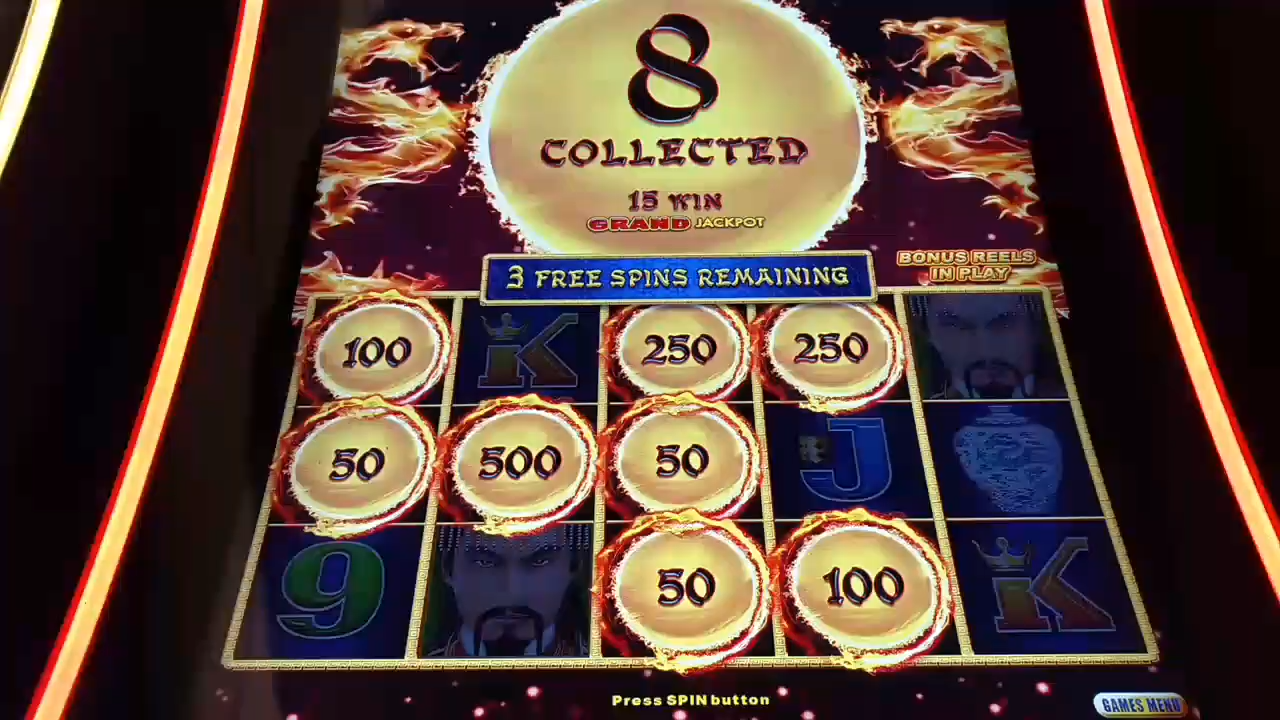 8
COLLECTED
15 WIN
GRAND JACKPOT
3 FREE SPINS REMAINING
BONUS REELS
IN PLAY
100 K 250 250
50 500 50 J
9 50 100 K
Press SPIN button
GAMES MENU